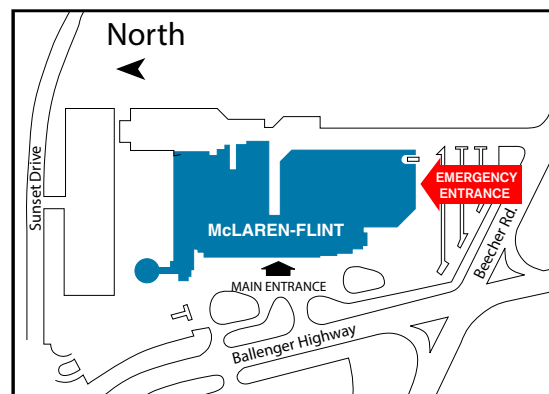 North
Sunset Drive
EMERGENCY
ENTRANCE
McLAREN-FLINT
Beecher Rd.
MAIN ENTRANCE
Ballenger Highway